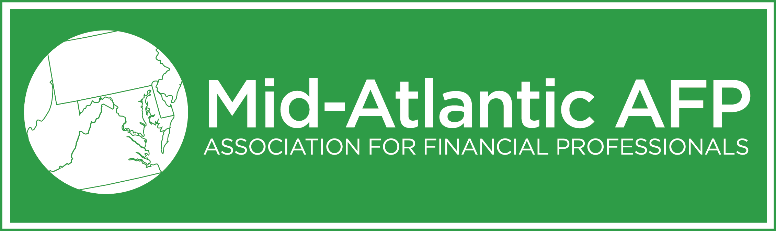 Mid-Atlantic AFP
ASSOCIATION FOR FINANCIAL PROFESSIONALS